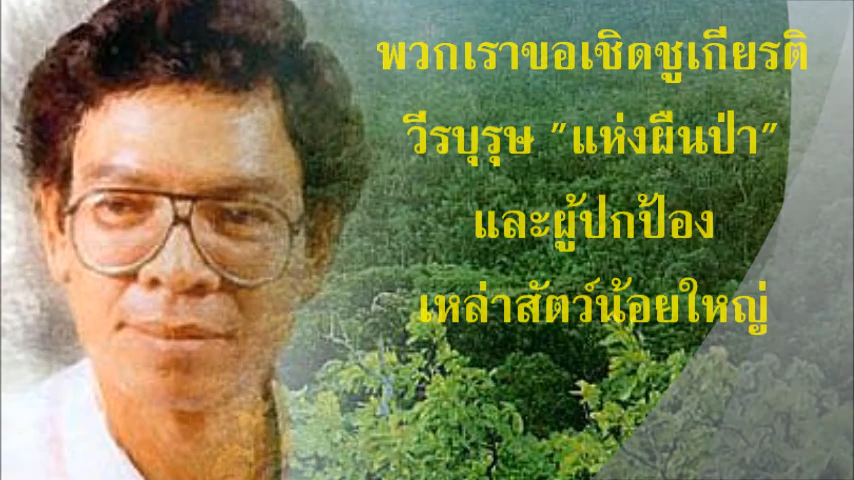 พวกเราขอเชิดชูเกียรติ
วีรบุรุษ "แห่งผืนป่า"
และผู้ปกป้อง
เหล่าสัตว์น้อยใหญ่